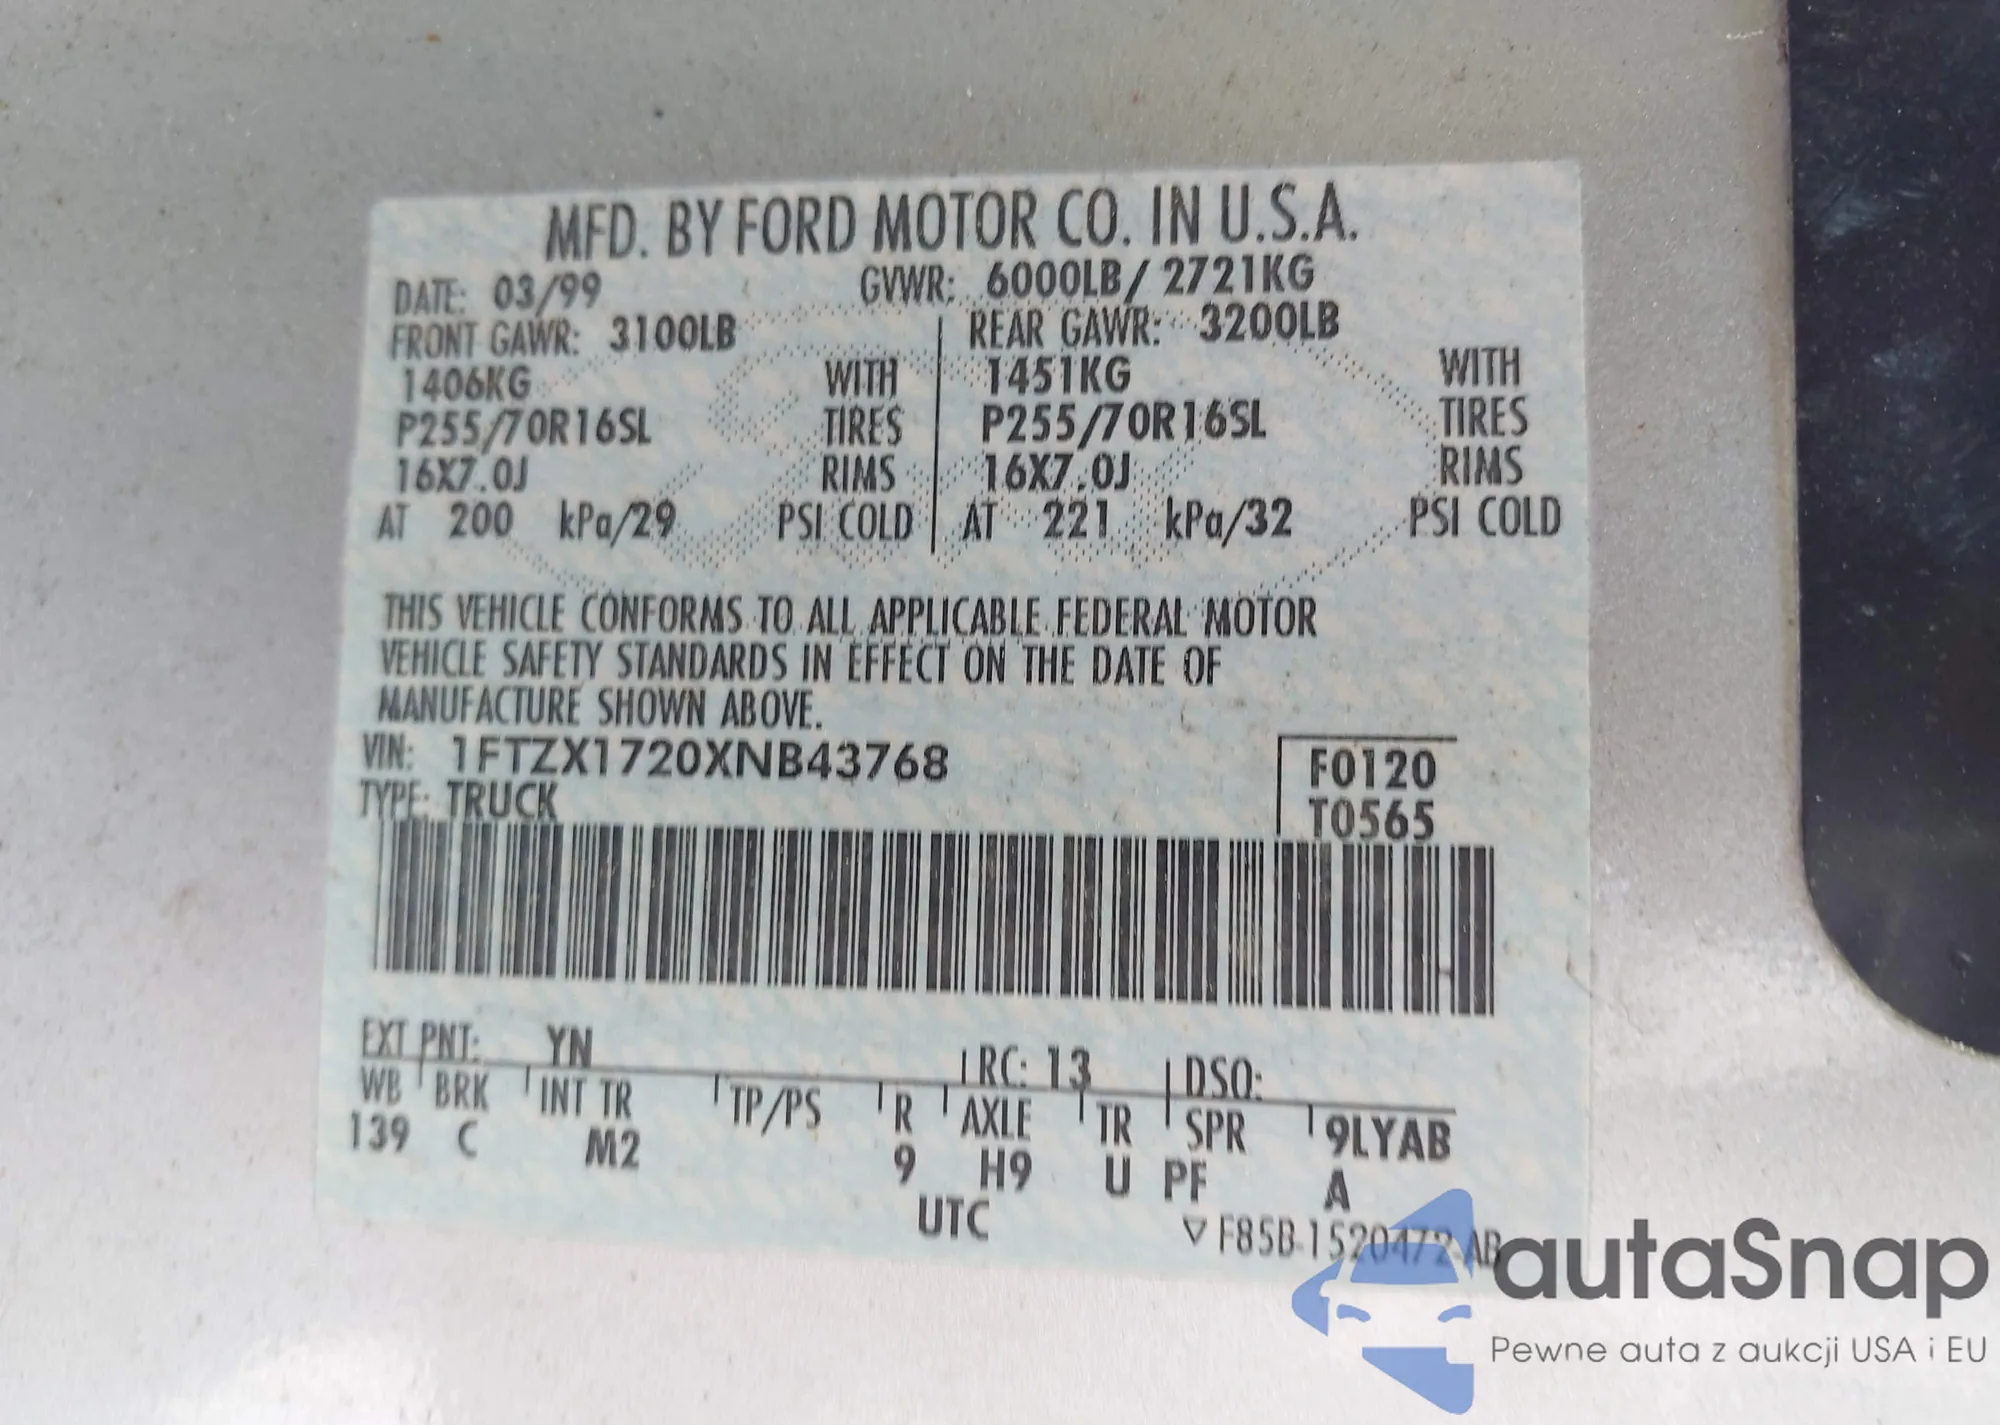 MFD. BY FORD MOTOR CO. IN U.S.A.
DATE: 03/99 GVWR: 6000LB / 2721KG
FRONT GAWR: 3100LB REAR GAWR: 3200LB
1406KG WITH 1451KG WITH
P255/70R16SL TIRES P255/70R16SL TIRES
16X7.0J RIMS 16X7.0J RIMS
AT 200 kPa/29 PSI COLD AT 221 kPa/32 PSI COLD
THIS VEHICLE CONFORMS TO ALL APPLICABLE FEDERAL MOTOR
VEHICLE SAFETY STANDARDS IN EFFECT ON THE DATE OF
MANUFACTURE SHOWN ABOVE.
VIN: 1FTZX1720XNB43768 F0120
TYPE: TRUCK T0565
EXT PNT: YN RC: 13 DSO:
WB BRK INT TR TP/PS R AXLE TR SPR 9LYAB
139 C M2 9 H9 U PF A
UTC ▽ F85B-1520472-AB
autaSnap
Pewne auta z aukcji USA i EU